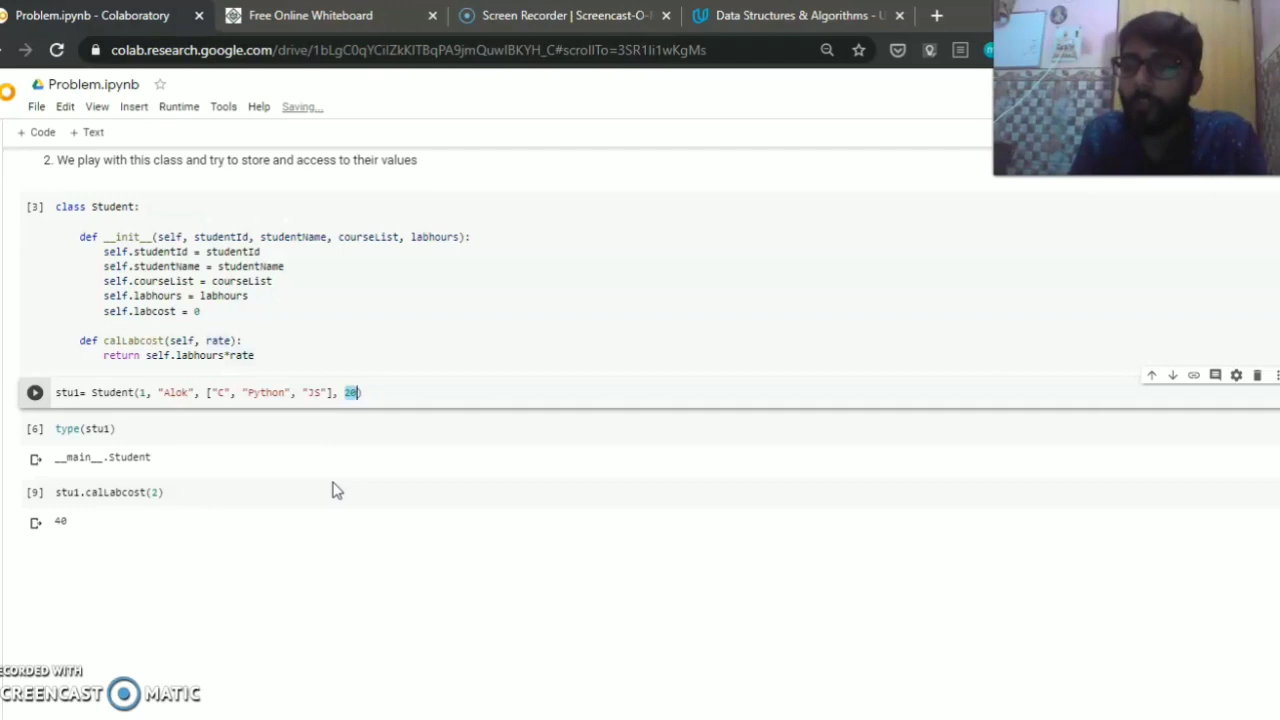 Problem.ipynb - Colaboratory
Free Online Whiteboard
Screen Recorder | Screencast-O-
Data Structures & Algorithms - U
colab.research.google.com/drive/1bLgC0qYCiIZkKITBqPA9jmQuwIBKYH_C#scrollTo=3SR1Ii1wKgMs
Problem.ipynb
File Edit View Insert Runtime Tools Help Saving...
+ Code + Text
2. We play with this class and try to store and access to their values
[3] class Student:
def __init__(self, studentId, studentName, courseList, labhours):
self.studentId = studentId
self.studentName = studentName
self.courseList = courseList
self.labhours = labhours
self.labcost = 0
def calLabcost(self, rate):
return self.labhours*rate
stu1= Student(1, "Alok", ["C", "Python", "JS"], 20)
[6] type(stu1)
__main__.Student
[9] stu1.calLabcost(2)
40
ECORDED WITH
SCREENCAST MATIC